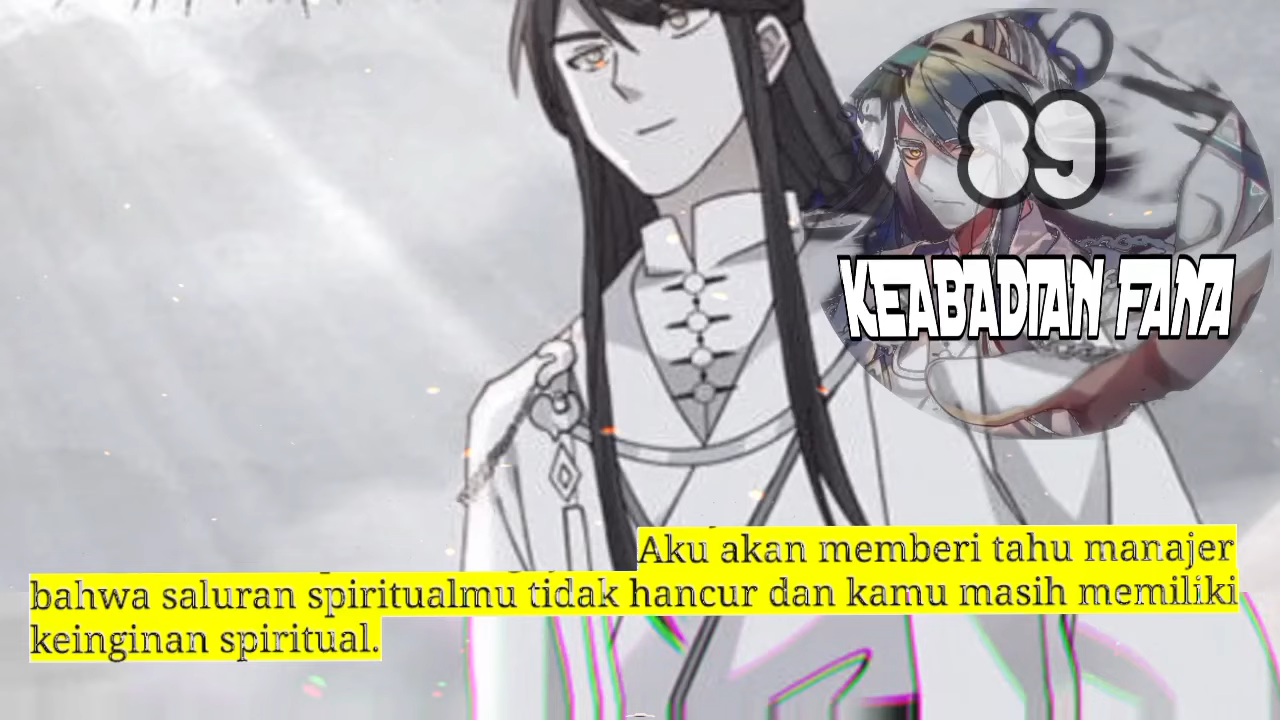 89
KEABADIAN FANA
Aku akan memberi tahu manajer
bahwa saluran spiritualmu tidak hancur dan kamu masih memiliki
keinginan spiritual.